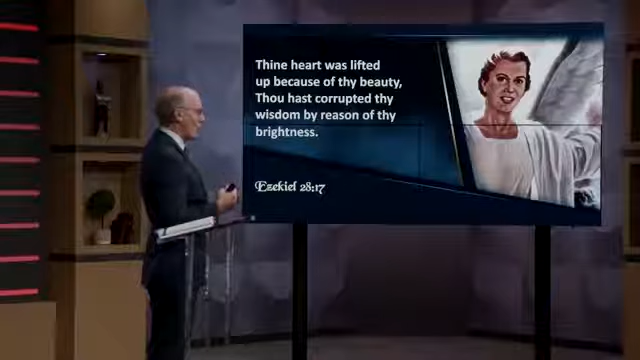 Thine heart was lifted
up because of thy beauty,
Thou hast corrupted thy
wisdom by reason of thy
brightness.
Ezekiel 28:17